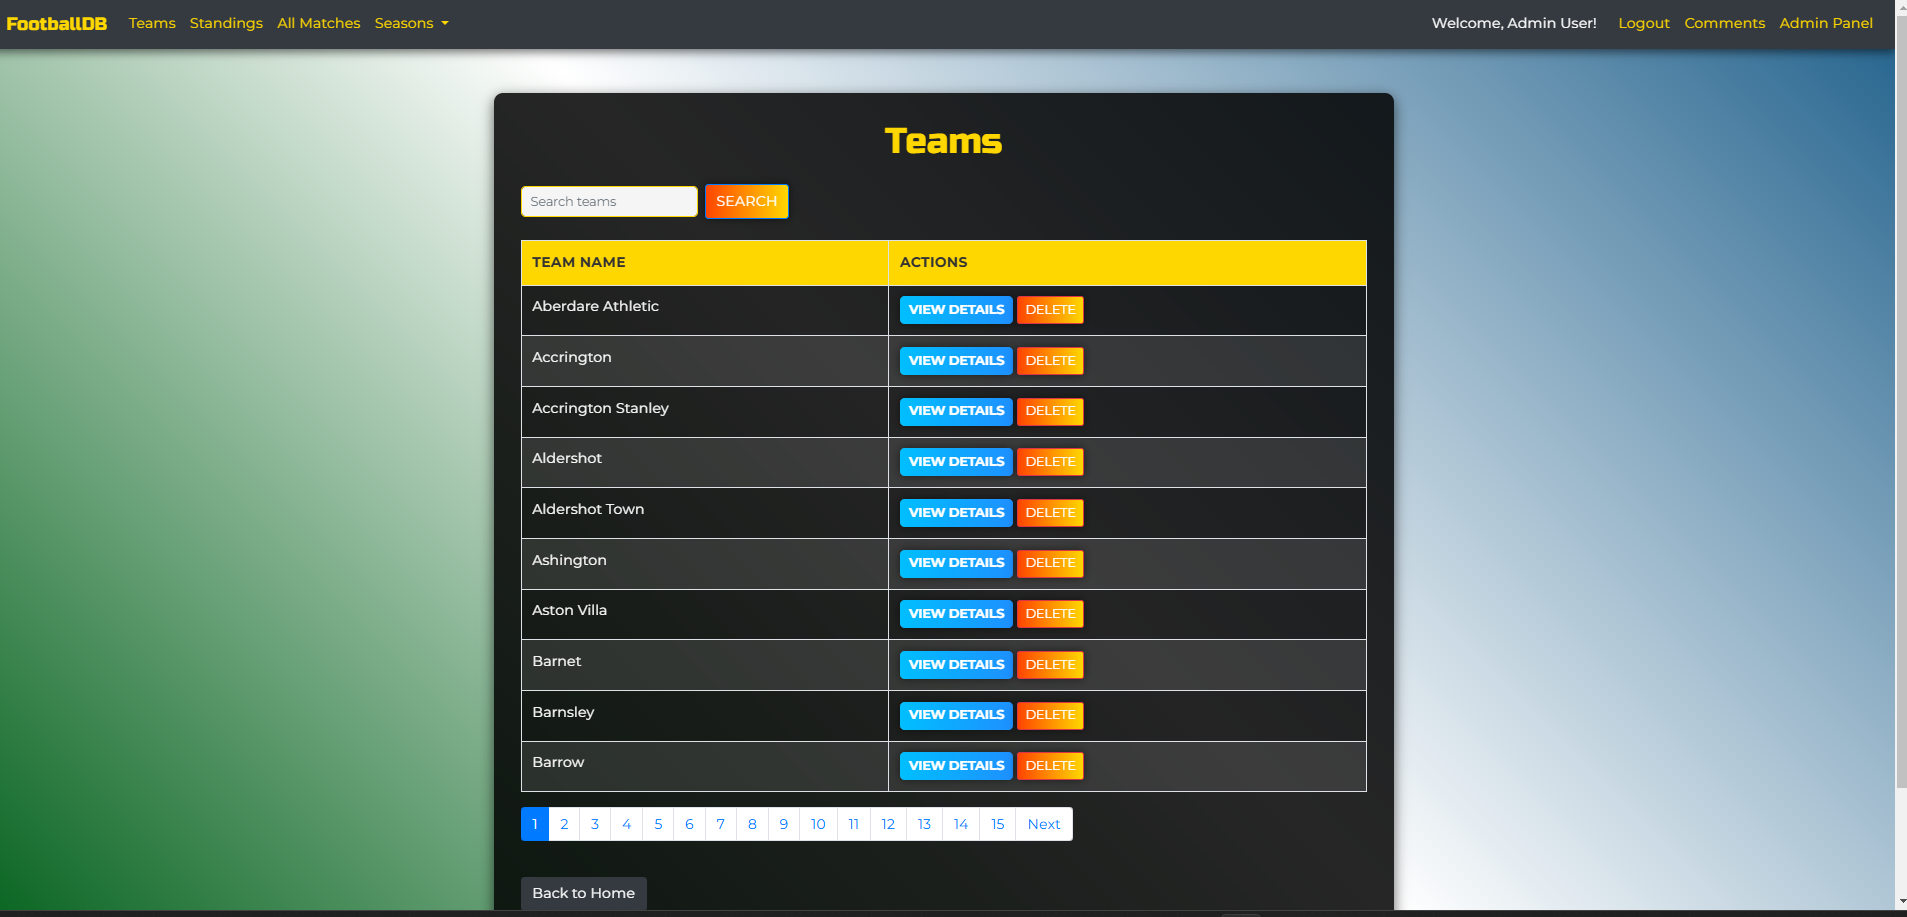 FootballDB Teams Standings All Matches Seasons Welcome, Admin User! Logout Comments Admin Panel
Teams
Search teams SEARCH
TEAM NAME ACTIONS
Aberdare Athletic VIEW DETAILS DELETE
Accrington VIEW DETAILS DELETE
Accrington Stanley VIEW DETAILS DELETE
Aldershot VIEW DETAILS DELETE
Aldershot Town VIEW DETAILS DELETE
Ashington VIEW DETAILS DELETE
Aston Villa VIEW DETAILS DELETE
Barnet VIEW DETAILS DELETE
Barnsley VIEW DETAILS DELETE
Barrow VIEW DETAILS DELETE
1 2 3 4 5 6 7 8 9 10 11 12 13 14 15 Next
Back to Home